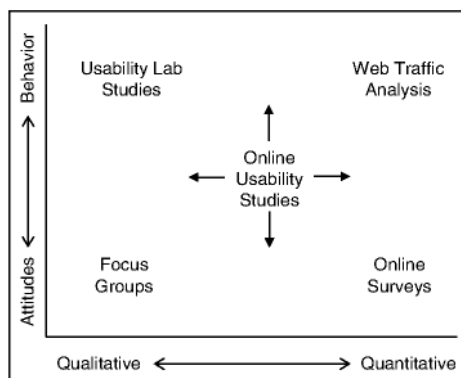 Behavior
Attitudes
Usability Lab
Studies
Web Traffic
Analysis
Online
Usability
Studies
Focus
Groups
Online
Surveys
Qualitative
Quantitative